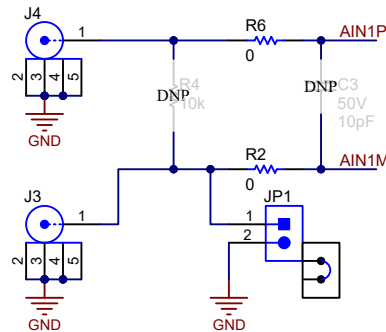 J4
R6
1
0
AIN1P
2
3
4
5
GND
R4
DNP
10k
C3
DNP
50V
10pF
R2
0
AIN1M
J3
1
2
3
4
5
GND
JP1
1
2
GND